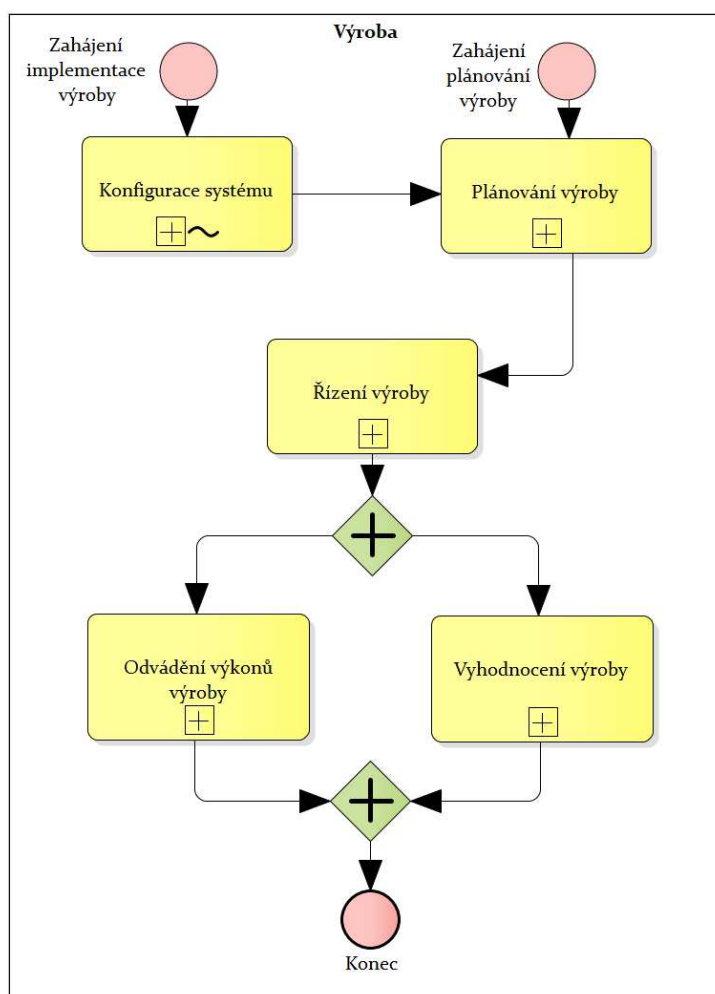 Výroba
Zahájení
implementace
výroby
Zahájení
plánování
výroby
Konfigurace systému
Plánování výroby
Řízení výroby
Odvádění výkonů
výroby
Vyhodnocení výroby
Konec